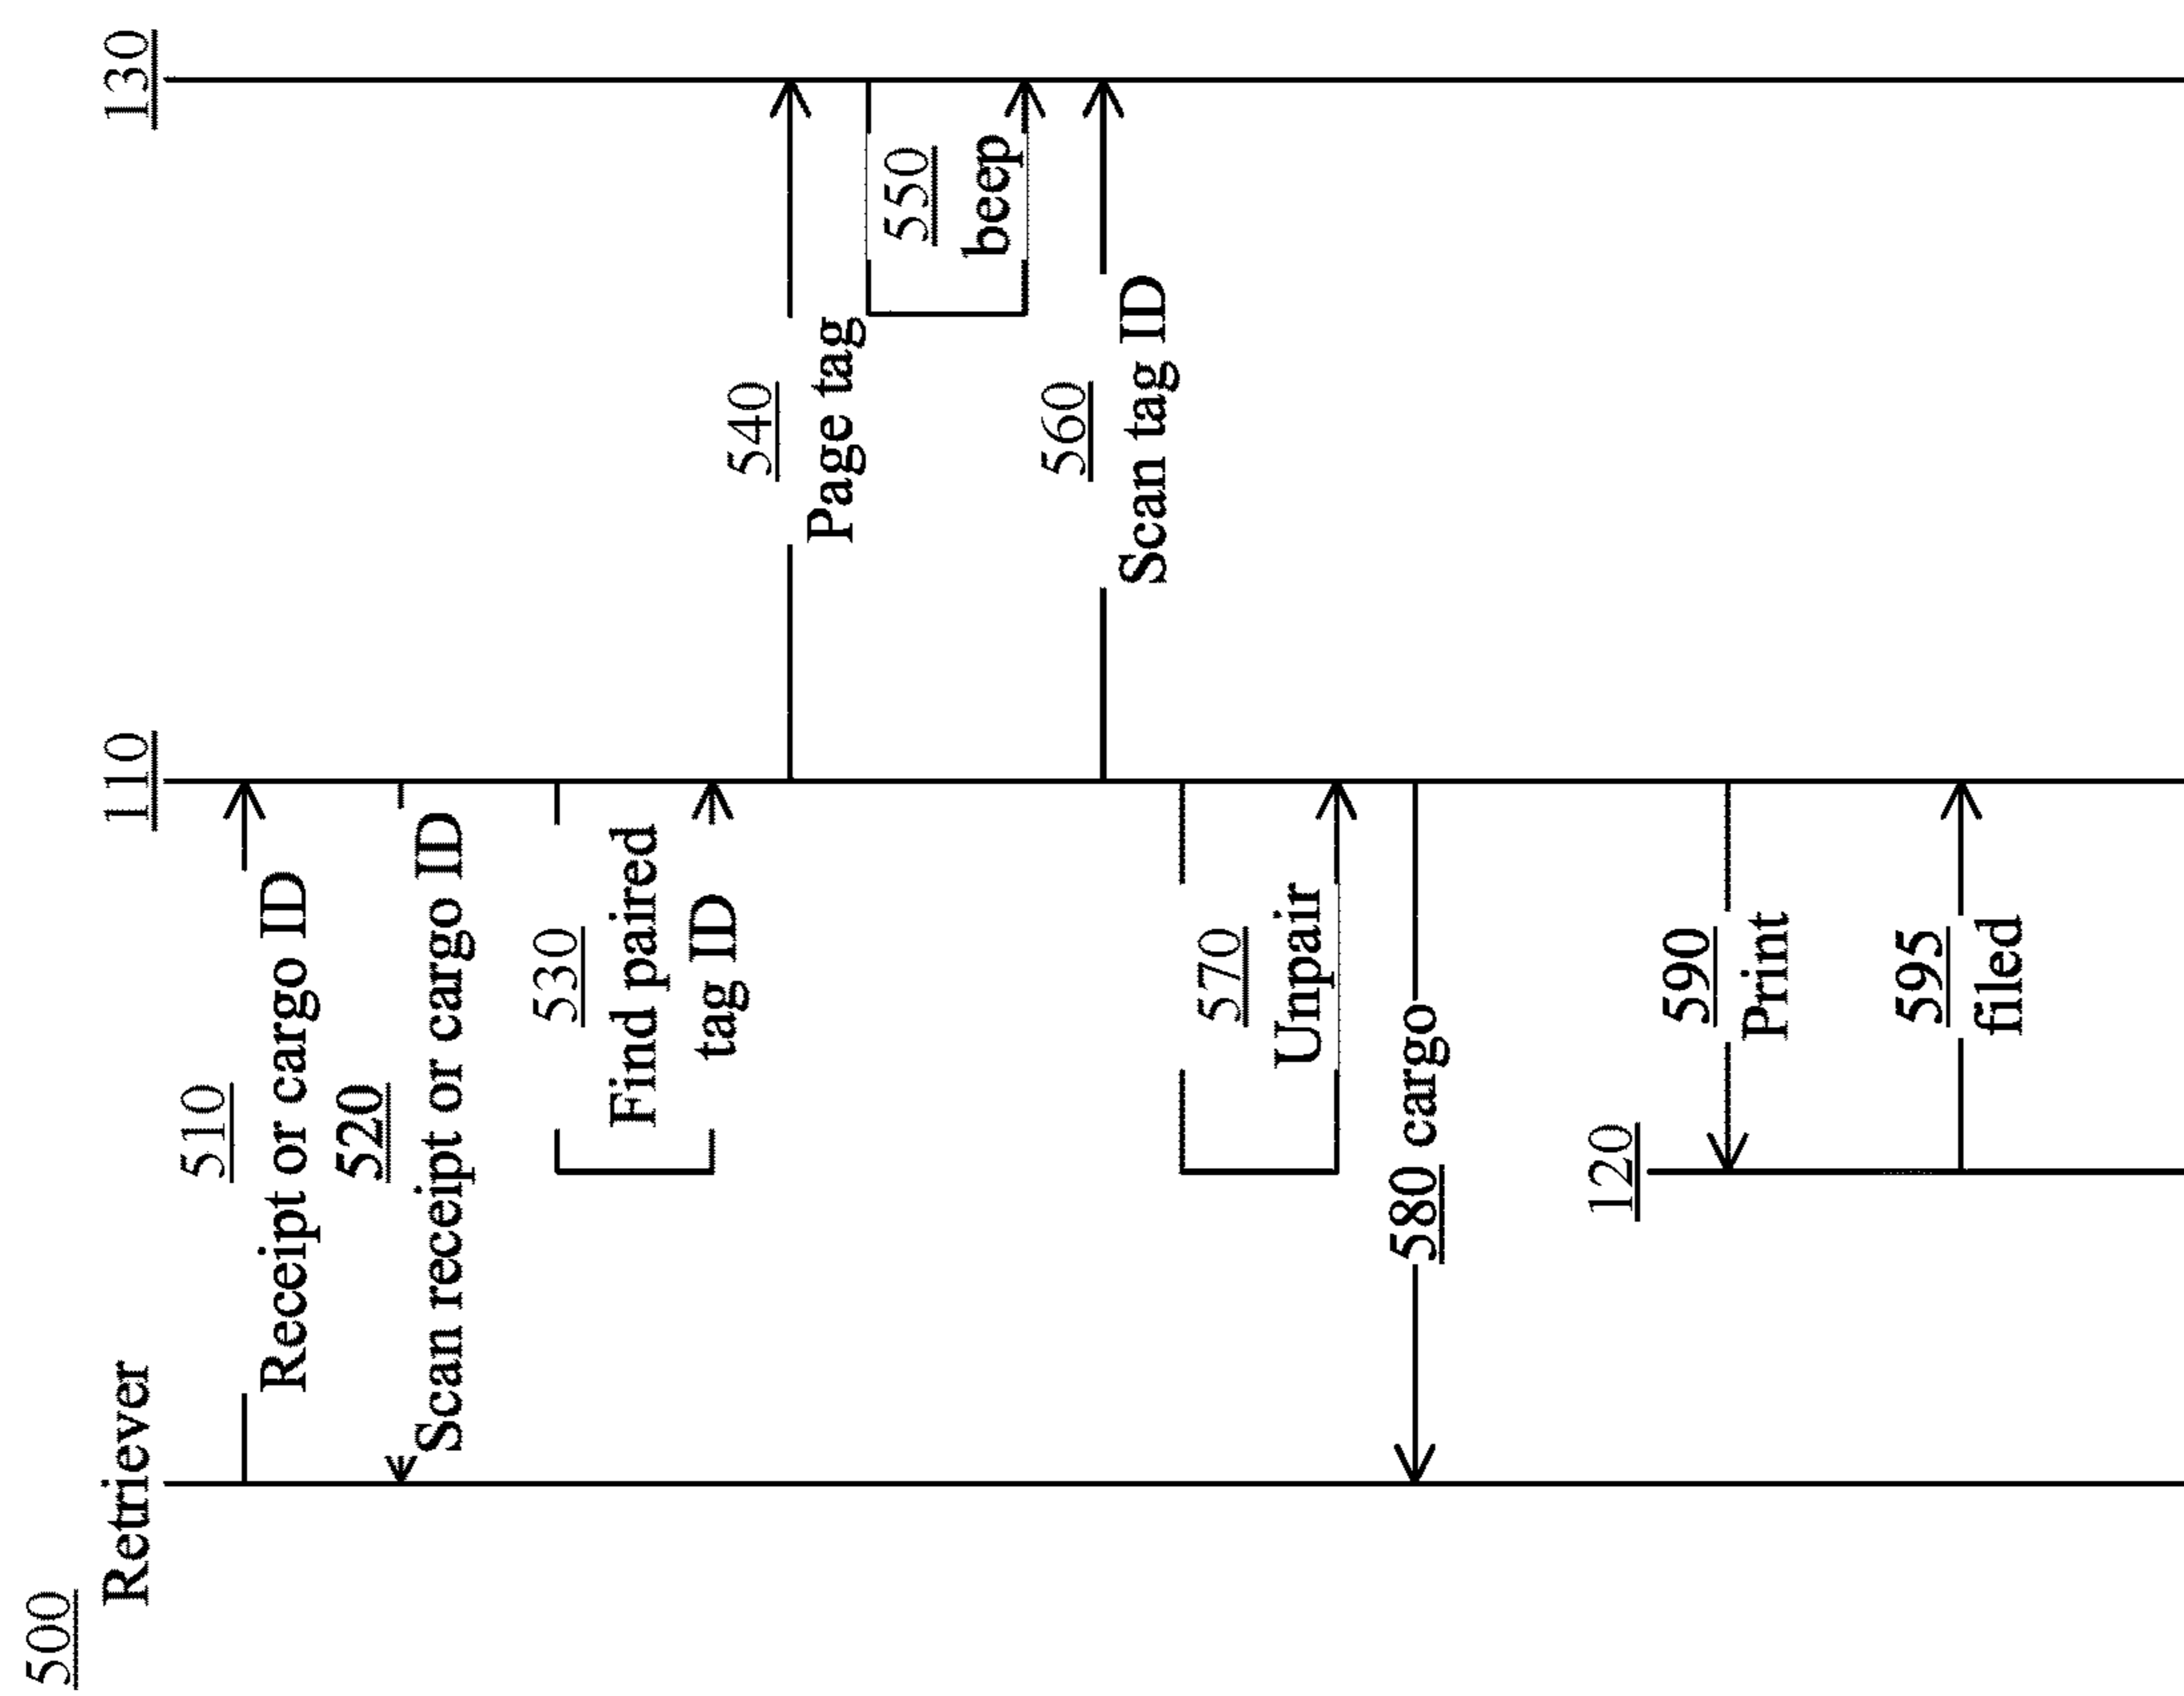 500
Retriever
110
130
510
Receipt or cargo ID
520
Scan receipt or cargo ID
530
Find paired
tag ID
540
Page tag
550
beep
560
Scan tag ID
570
Unpair
580 cargo
120
590
Print
595
filed